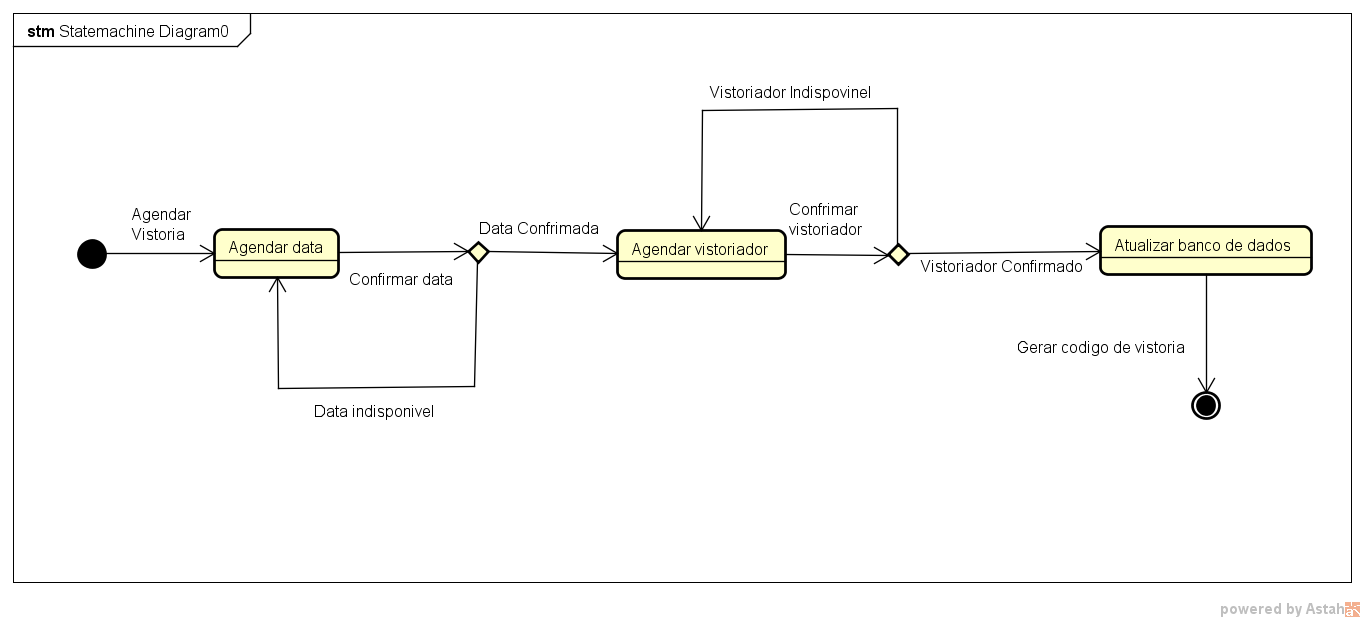 stm Statemachine Diagram0
Vistoriador Indispovinel
Agendar
Vistoria
Agendar data
Confirmar data
Data Confrimada
Data indisponivel
Agendar vistoriador
Confrimar
vistoriador
Vistoriador Confirmado
Atualizar banco de dados
Gerar codigo de vistoria
powered by Astah